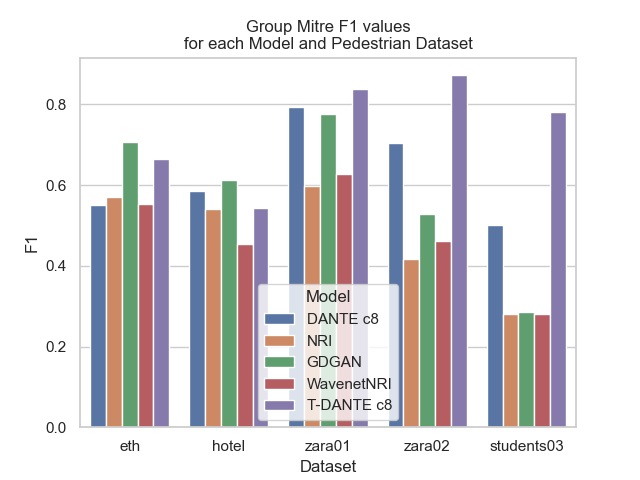 Group Mitre F1 values
for each Model and Pedestrian Dataset
F1
0.8
0.6
0.4
0.2
0.0
Model
DANTE c8
NRI
GDGAN
WavenetNRI
T-DANTE c8
eth hotel zara01 zara02 students03
Dataset